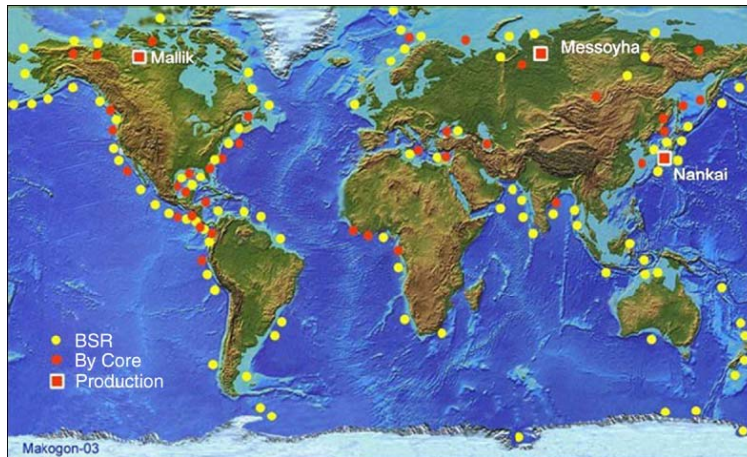 Mallik
Messoyha
Nankai
BSR
By Core
Production
Makogon-03